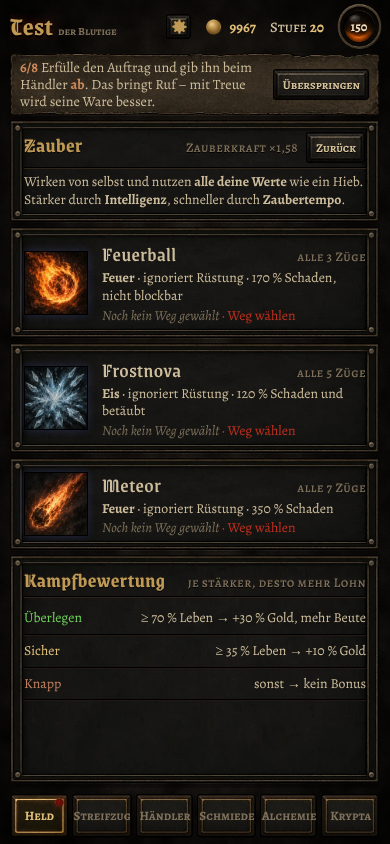 Test der Blutige
9967 Stufe 20 150
6/8 Erfülle den Auftrag und gib ihn beim
Händler ab. Das bringt Ruf – mit Treue
wird seine Ware besser.
Überspringen
Zauber Zauberkraft ×1,58 Zurück
Wirken von selbst und nutzen alle deine Werte wie ein Hieb.
Stärker durch Intelligenz, schneller durch Zaubertempo.
Feuerball alle 3 Züge
Feuer · ignoriert Rüstung · 170 % Schaden,
nicht blockbar
Noch kein Weg gewählt · Weg wählen
Frostnova alle 5 Züge
Eis · ignoriert Rüstung · 120 % Schaden und
betäubt
Noch kein Weg gewählt · Weg wählen
Meteor alle 7 Züge
Feuer · ignoriert Rüstung · 350 % Schaden
Noch kein Weg gewählt · Weg wählen
Kampfbewertung je stärker, desto mehr Lohn
Überlegen ≥ 70 % Leben → +30 % Gold, mehr Beute
Sicher ≥ 35 % Leben → +10 % Gold
Knapp sonst → kein Bonus
Held Streifzug Händler Schmiede Alchemie Krypta